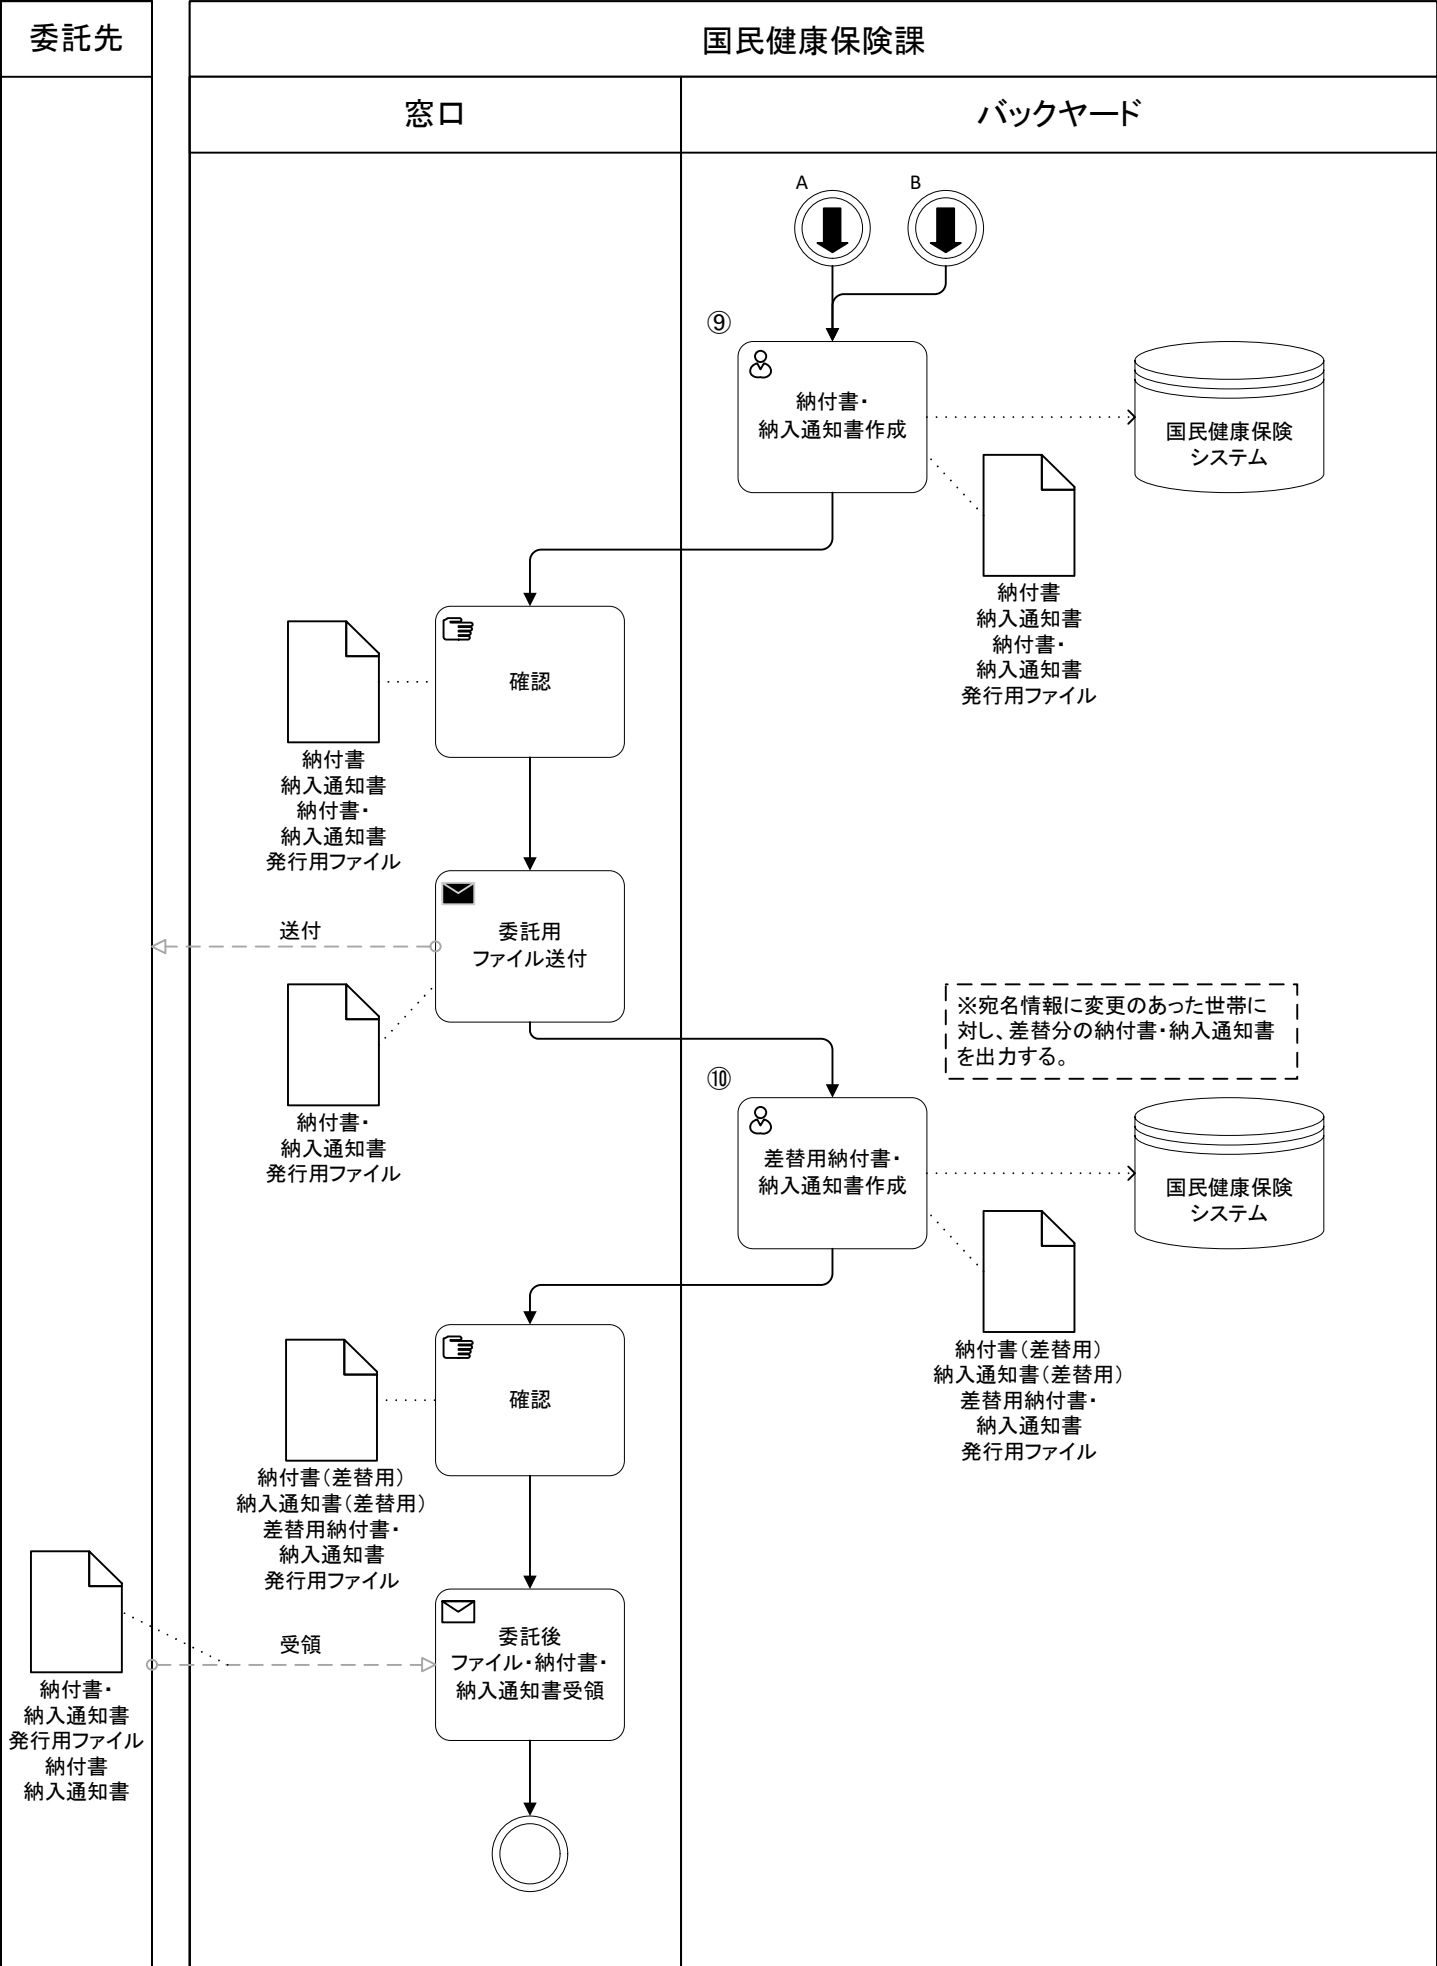 委託先
国民健康保険課
窓口
バックヤード
A
B
⑨
納付書・
納入通知書作成
国民健康保険
システム
納付書
納入通知書
納付書・
納入通知書
発行用ファイル
確認
納付書
納入通知書
納付書・
納入通知書
発行用ファイル
送付
委託用
ファイル送付
納付書・
納入通知書
発行用ファイル
※宛名情報に変更のあった世帯に
対し、差替分の納付書・納入通知書
を出力する。
⑩
差替用納付書・
納入通知書作成
国民健康保険
システム
納付書(差替用)
納入通知書(差替用)
差替用納付書・
納入通知書
発行用ファイル
確認
納付書(差替用)
納入通知書(差替用)
差替用納付書・
納入通知書
発行用ファイル
受領
委託後
ファイル・納付書・
納入通知書受領
納付書・
納入通知書
発行用ファイル
納付書
納入通知書